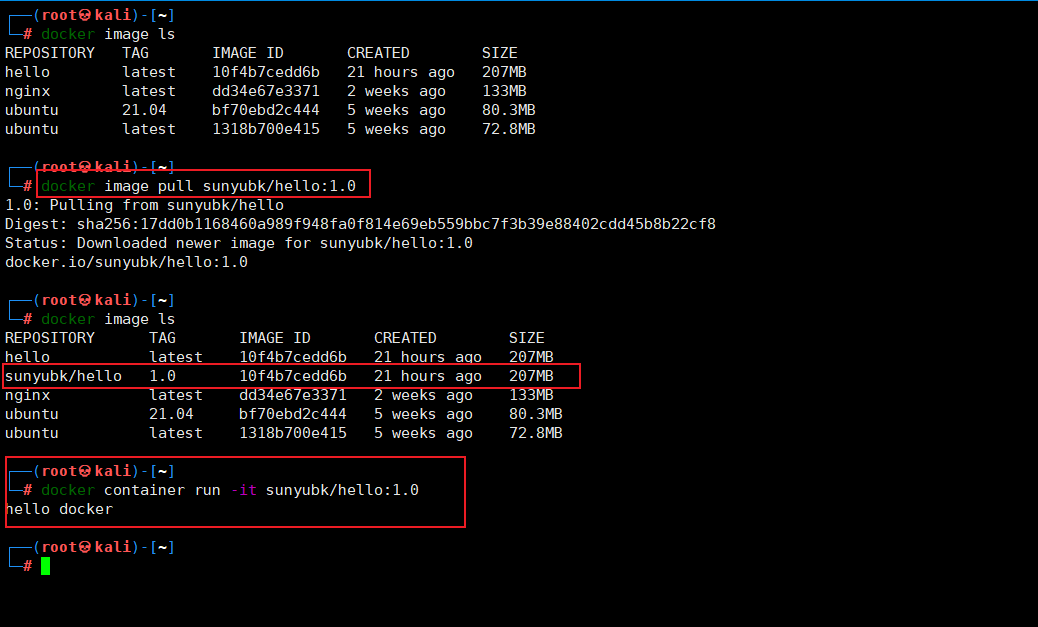 ┌──(root㉿kali)-[~]
└─# docker image ls
REPOSITORY   TAG       IMAGE ID       CREATED        SIZE
hello        latest    10f4b7cedd6b   21 hours ago   207MB
nginx        latest    dd34e67e3371   2 weeks ago    133MB
ubuntu       21.04     bf70ebd2c444   5 weeks ago    80.3MB
ubuntu       latest    1318b700e415   5 weeks ago    72.8MB
┌──(root㉿kali)-[~]
└─# docker image pull sunyubk/hello:1.0
1.0: Pulling from sunyubk/hello
Digest: sha256:17dd0b1168460a989f948fa0f814e69eb559bbc7f3b39e88402cdd45b8b22cf8
Status: Downloaded newer image for sunyubk/hello:1.0
docker.io/sunyubk/hello:1.0
┌──(root㉿kali)-[~]
└─# docker image ls
REPOSITORY      TAG       IMAGE ID       CREATED        SIZE
hello           latest    10f4b7cedd6b   21 hours ago   207MB
sunyubk/hello   1.0       10f4b7cedd6b   21 hours ago   207MB
nginx           latest    dd34e67e3371   2 weeks ago    133MB
ubuntu          21.04     bf70ebd2c444   5 weeks ago    80.3MB
ubuntu          latest    1318b700e415   5 weeks ago    72.8MB
┌──(root㉿kali)-[~]
└─# docker container run -it sunyubk/hello:1.0
hello docker
┌──(root㉿kali)-[~]
└─#